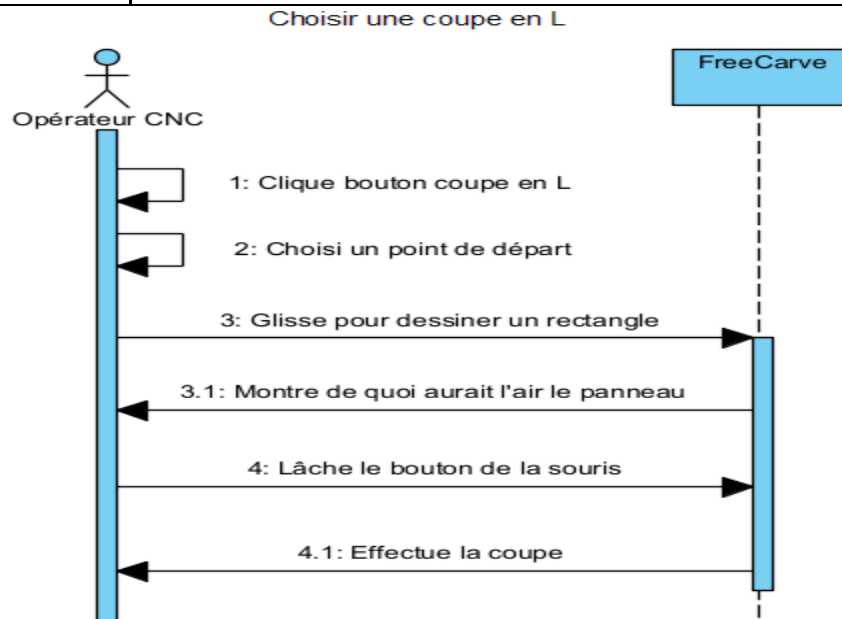 Choisir une coupe en L
FreeCarve
Opérateur CNC
1: Clique bouton coupe en L
2: Choisi un point de départ
3: Glisse pour dessiner un rectangle
3.1: Montre de quoi aurait l'air le panneau
4: Lâche le bouton de la souris
4.1: Effectue la coupe